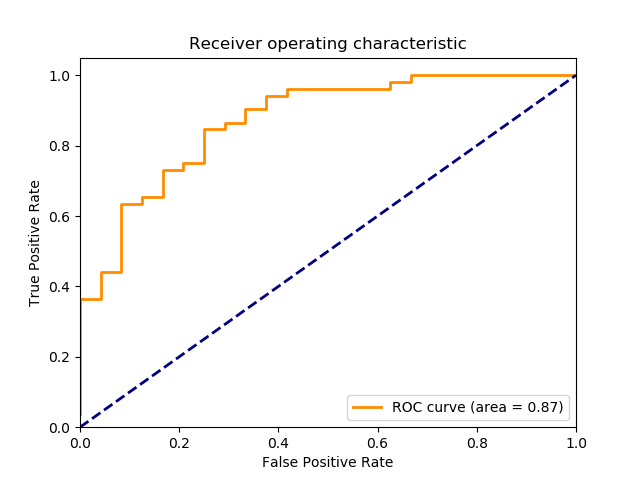 Receiver operating characteristic
1.0
0.8
0.6
0.4
0.2
0.0
True Positive Rate
ROC curve (area = 0.87)
0.0 0.2 0.4 0.6 0.8 1.0
False Positive Rate